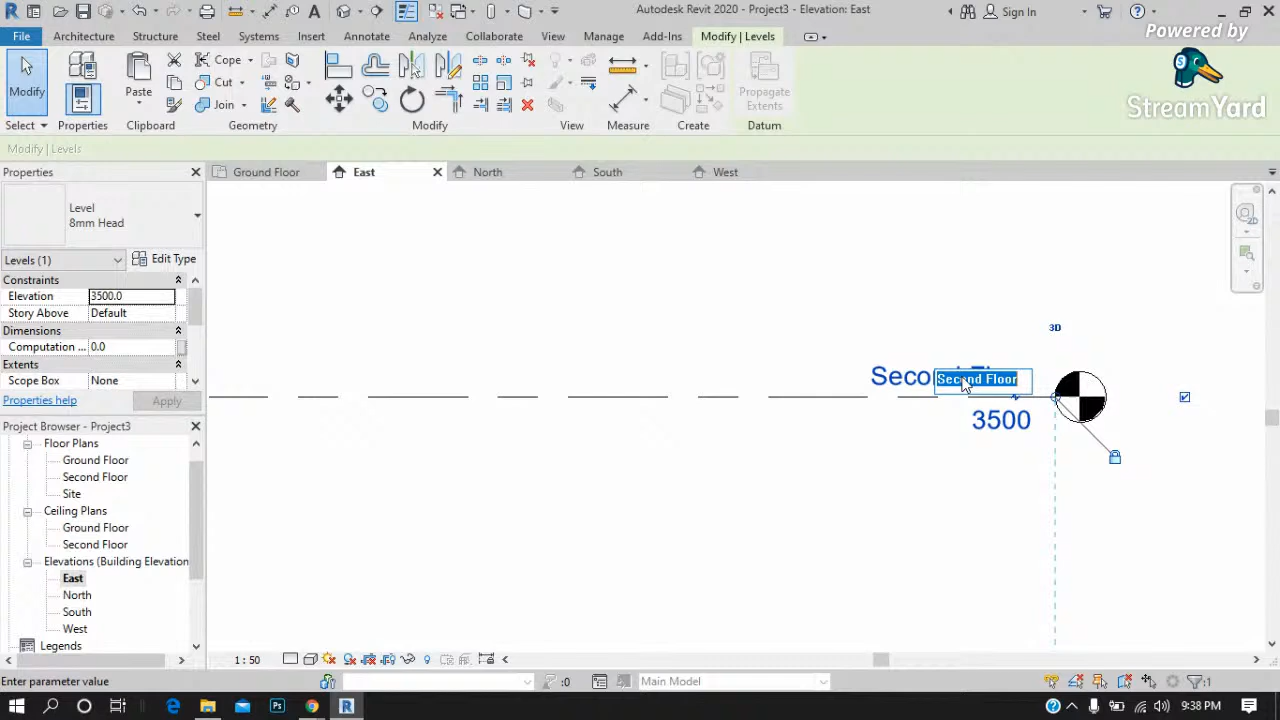 Autodesk Revit 2020 - Project3 - Elevation: East
Sign In
Powered by
StreamYard
File Architecture Structure Steel Systems Insert Annotate Analyze Collaborate View Manage Add-Ins Modify | Levels
Modify
Paste
Cope
Cut
Join
Propagate
Extents
Select Properties Clipboard Geometry Modify View Measure Create Datum
Modify | Levels
Properties
Ground Floor East North South West
Level
8mm Head
Levels (1) Edit Type
Constraints
Elevation 3500.0
Story Above Default
Dimensions
Computation ... 0.0
Extents
Scope Box None
Properties help Apply
3D
Second Floor
3500
2D
Project Browser - Project3
Floor Plans
Ground Floor
Second Floor
Site
Ceiling Plans
Ground Floor
Second Floor
Elevations (Building Elevation
East
North
South
West
Legends
1 : 50
Enter parameter value
:0
Main Model
:1
9:38 PM